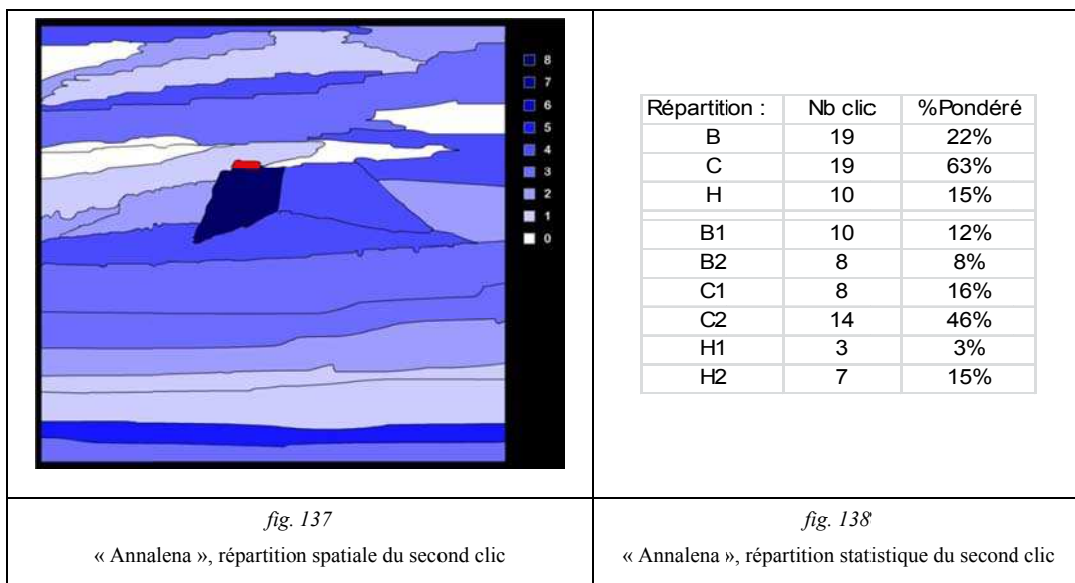 8
7
6
5
4
3
2
1
0
Répartition : Nb clic %Pondéré
B 19 22%
C 19 63%
H 10 15%
B1 10 12%
B2 8 8%
C1 8 16%
C2 14 46%
H1 3 3%
H2 7 15%
fig. 137
« Annalena », répartition spatiale du second clic
fig. 138
« Annalena », répartition statistique du second clic